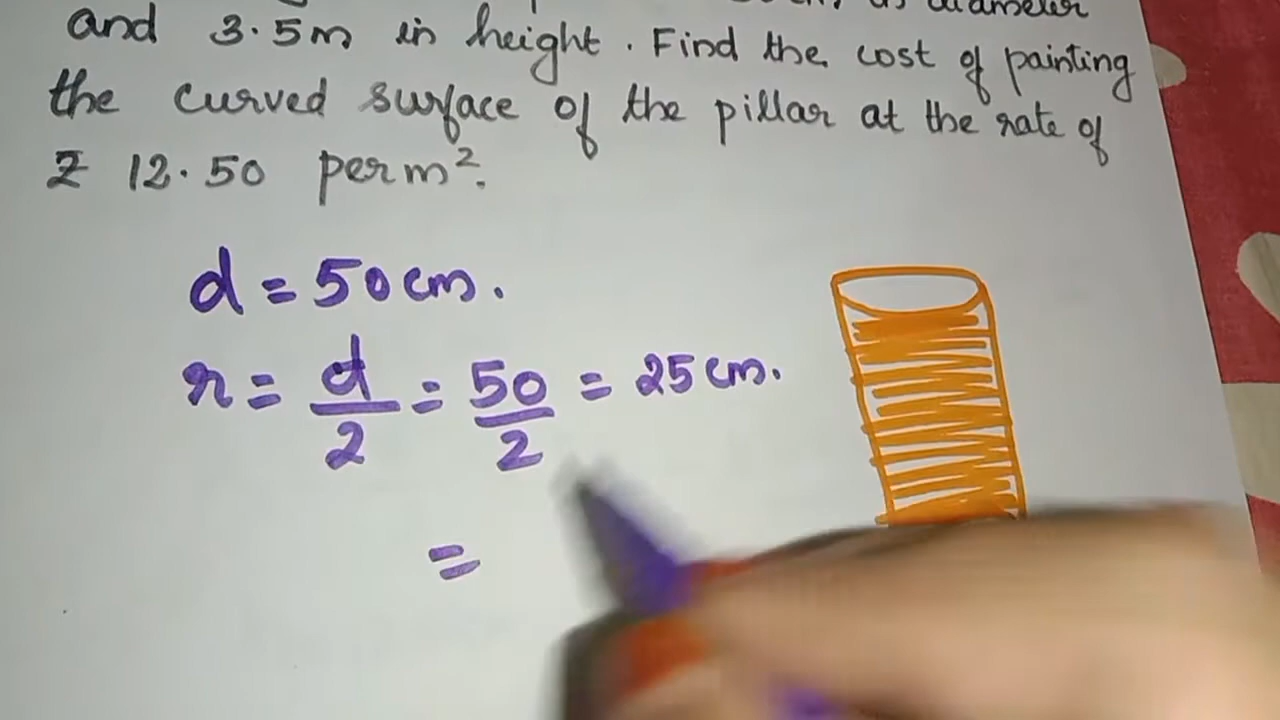 diameter
and 3.5m in height. Find the cost of painting
the curved surface of the pillar at the rate of
₹ 12.50 per m².
d = 50 cm.
r = d/2 = 50/2 = 25 cm.
=